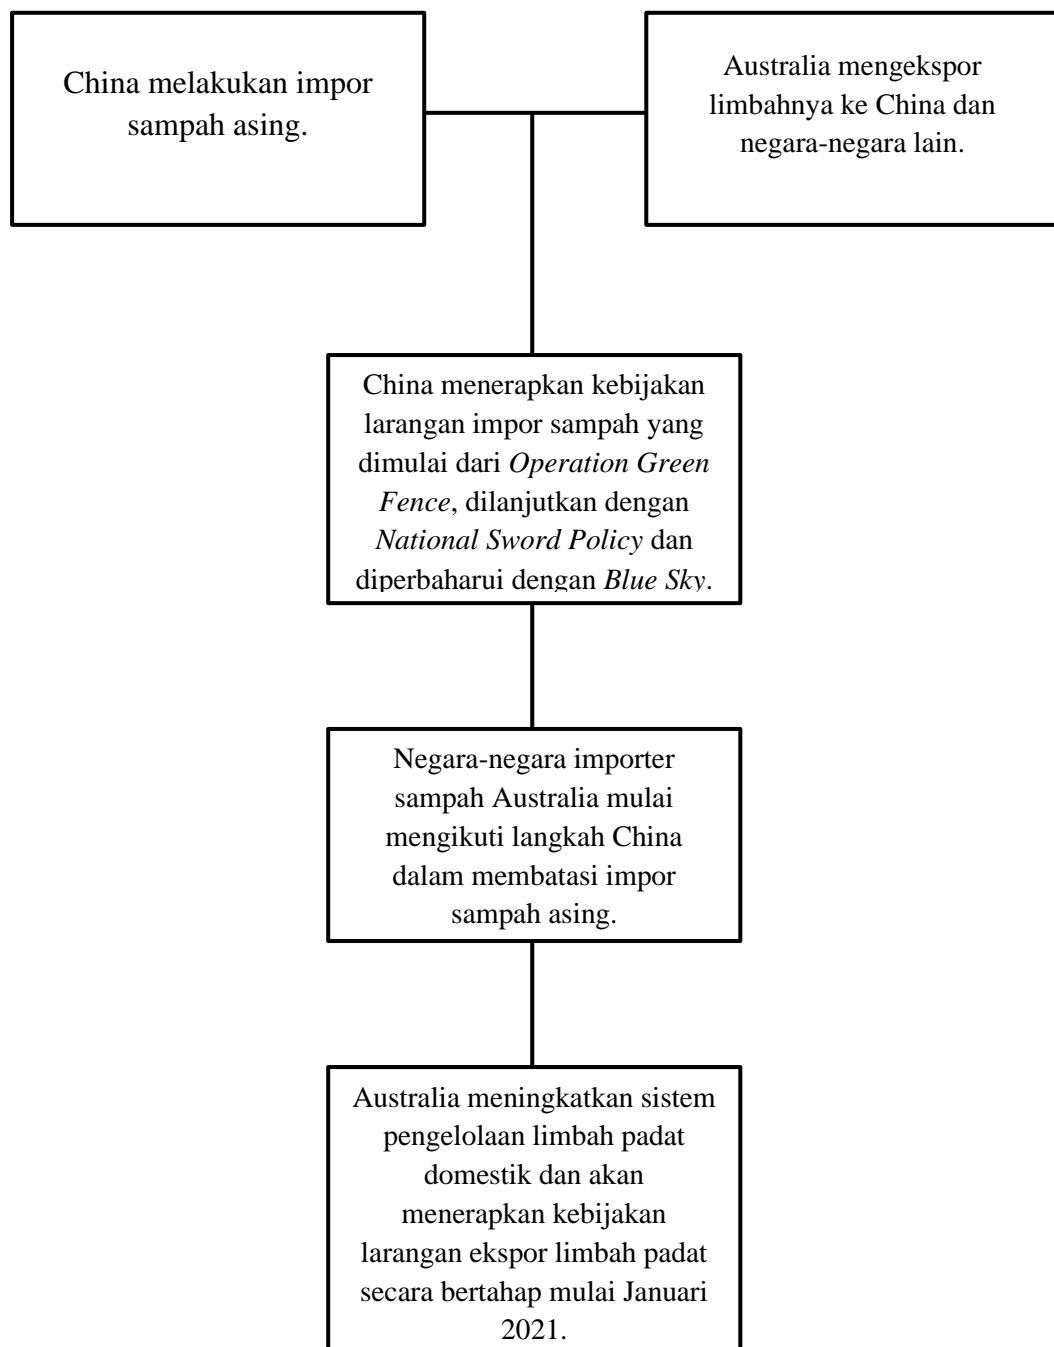 China melakukan impor
sampah asing.
Australia mengekspor
limbahnya ke China dan
negara-negara lain.
China menerapkan kebijakan
larangan impor sampah yang
dimulai dari Operation Green
Fence, dilanjutkan dengan
National Sword Policy dan
diperbaharui dengan Blue Sky.
Negara-negara importer
sampah Australia mulai
mengikuti langkah China
dalam membatasi impor
sampah asing.
Australia meningkatkan sistem
pengelolaan limbah padat
domestik dan akan
menerapkan kebijakan
larangan ekspor limbah padat
secara bertahap mulai Januari
2021.